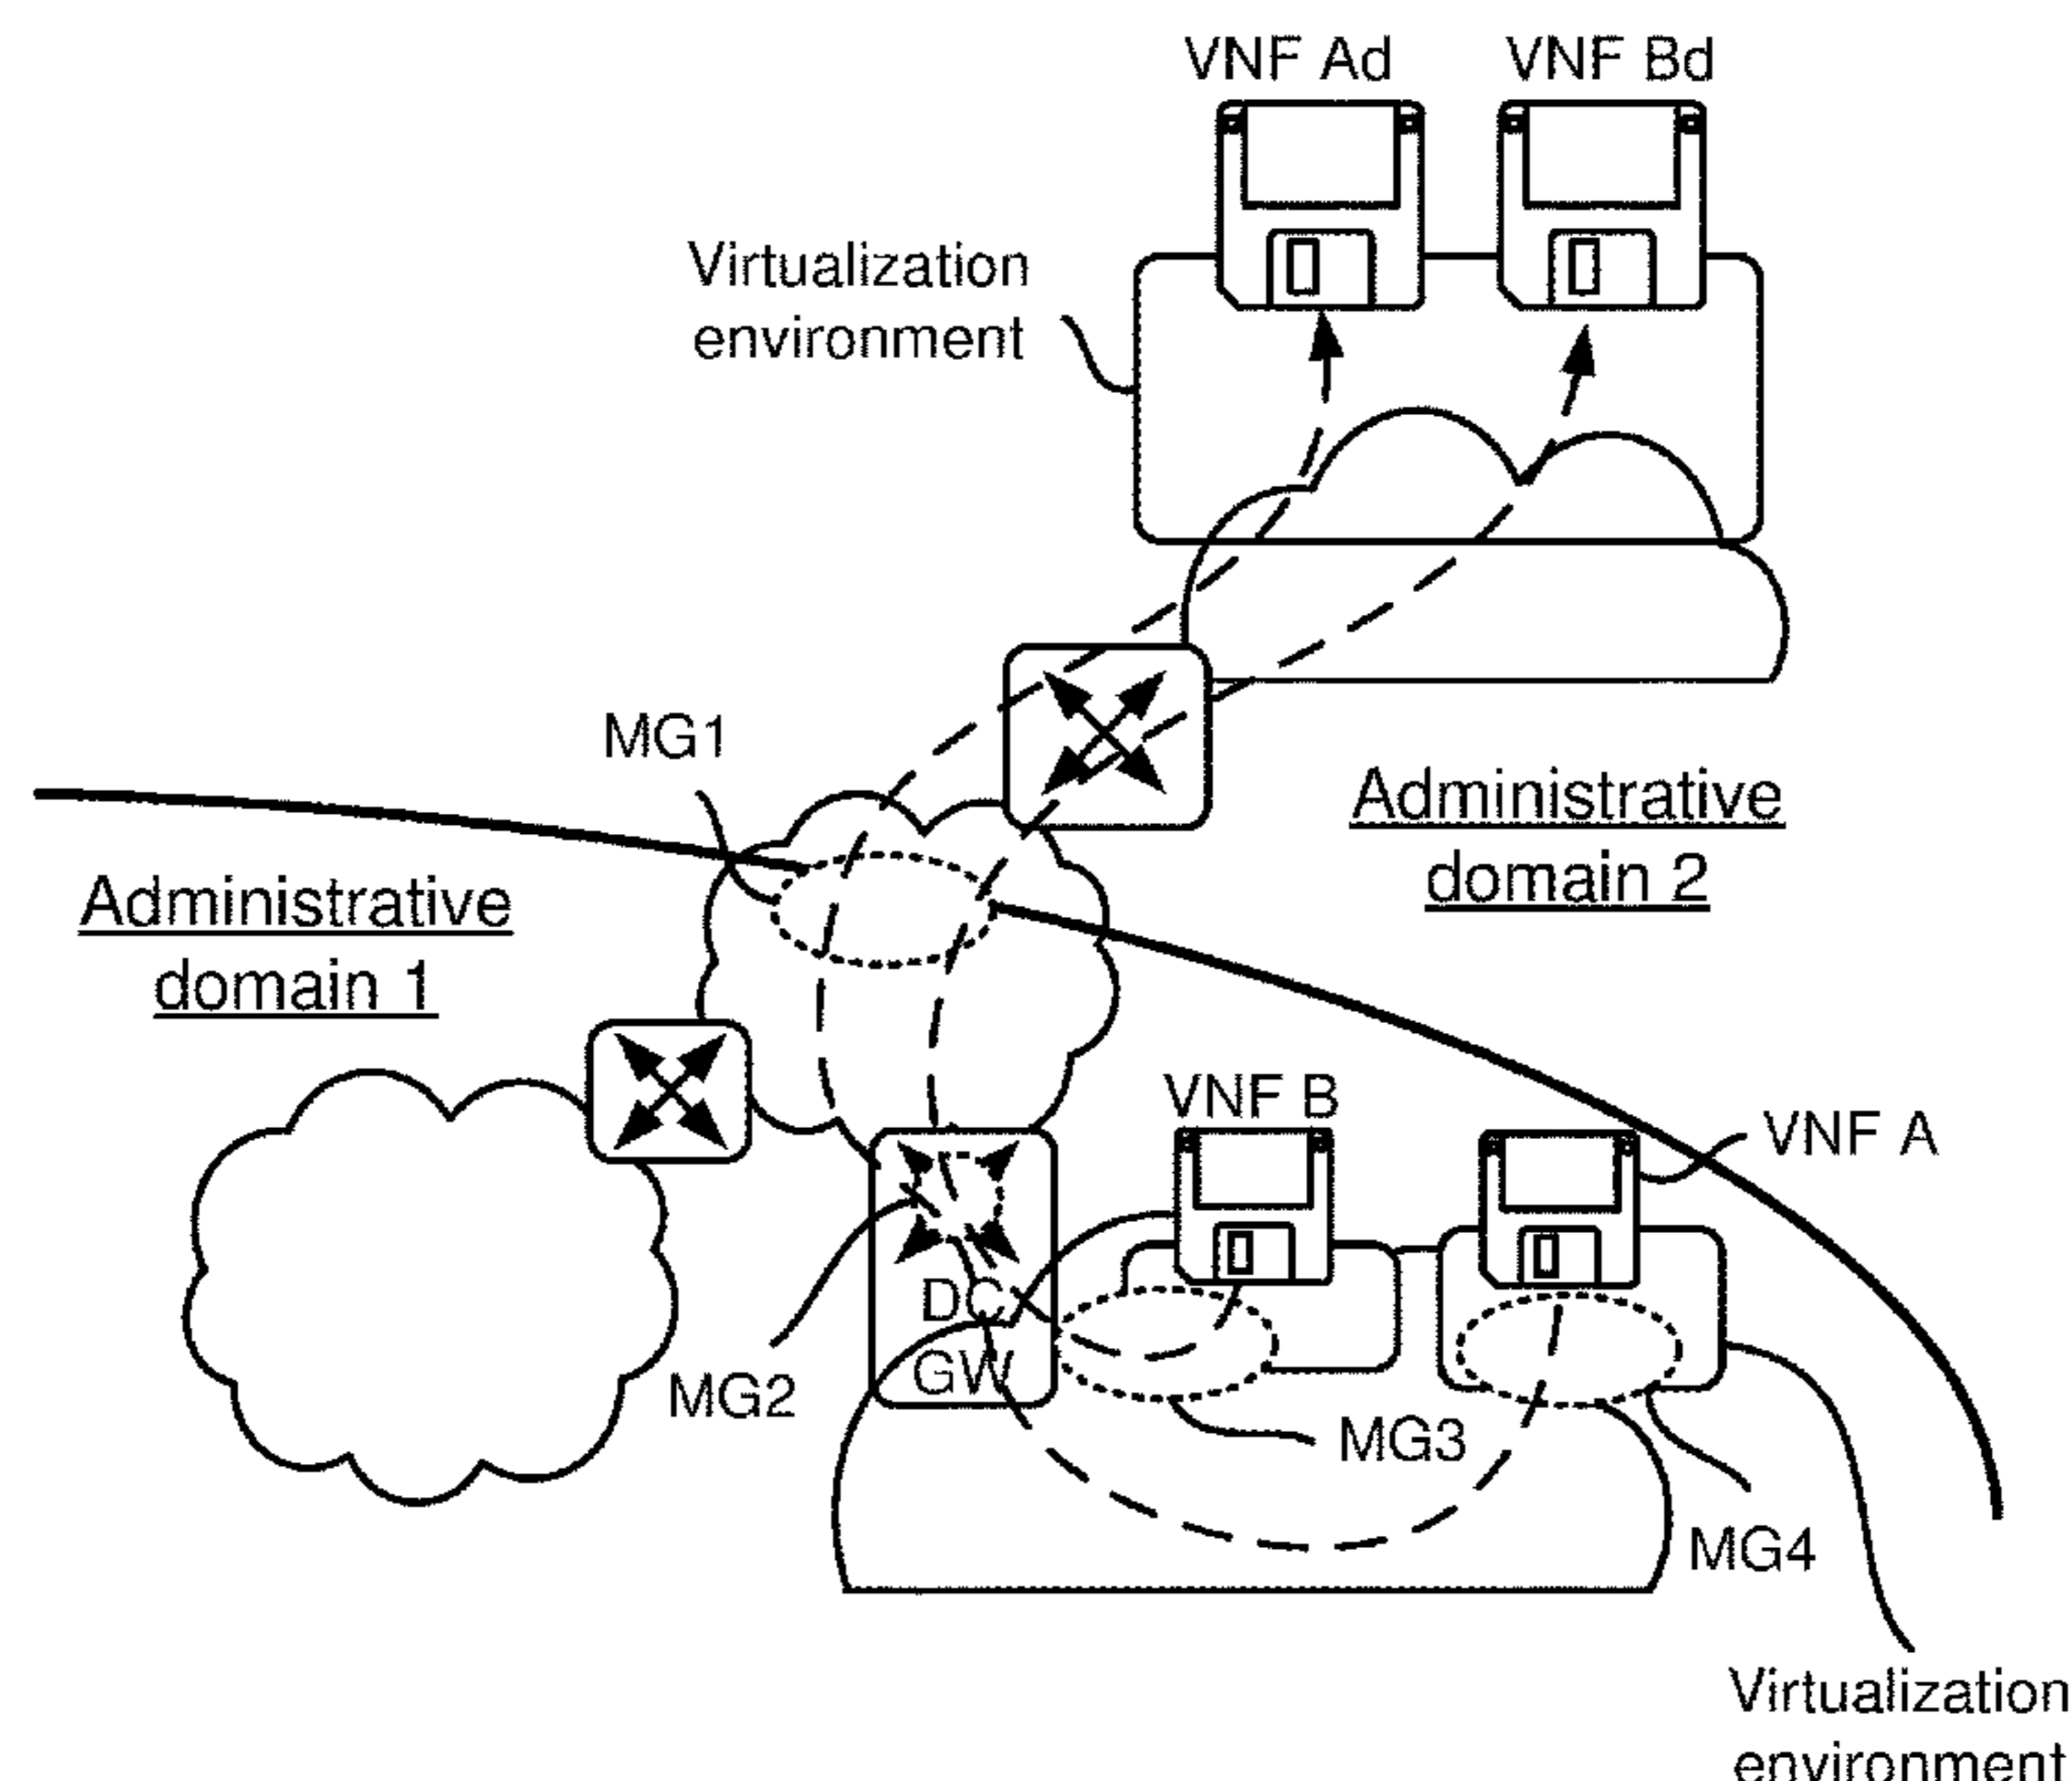 VNF Ad
VNF Bd
Virtualization
environment
MG1
Administrative
domain 2
Administrative
domain 1
VNF B
VNF A
DC
GW
MG2
MG3
MG4
Virtualization
environment